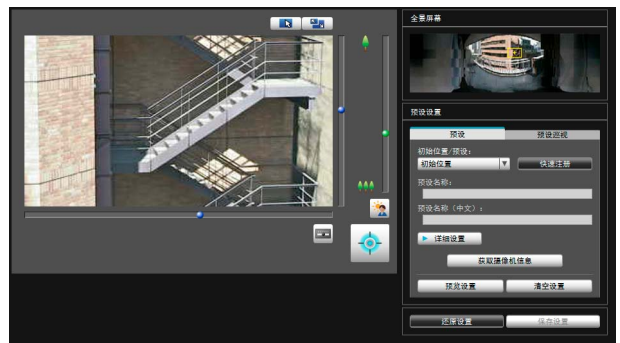 全景屏幕
预设设置
预设
预设巡视
初始位置/预设:
初始位置
快速注册
预设名称:
预设名称(中文):
详细设置
获取摄像机信息
预览设置
清空设置
还原设置
保存设置